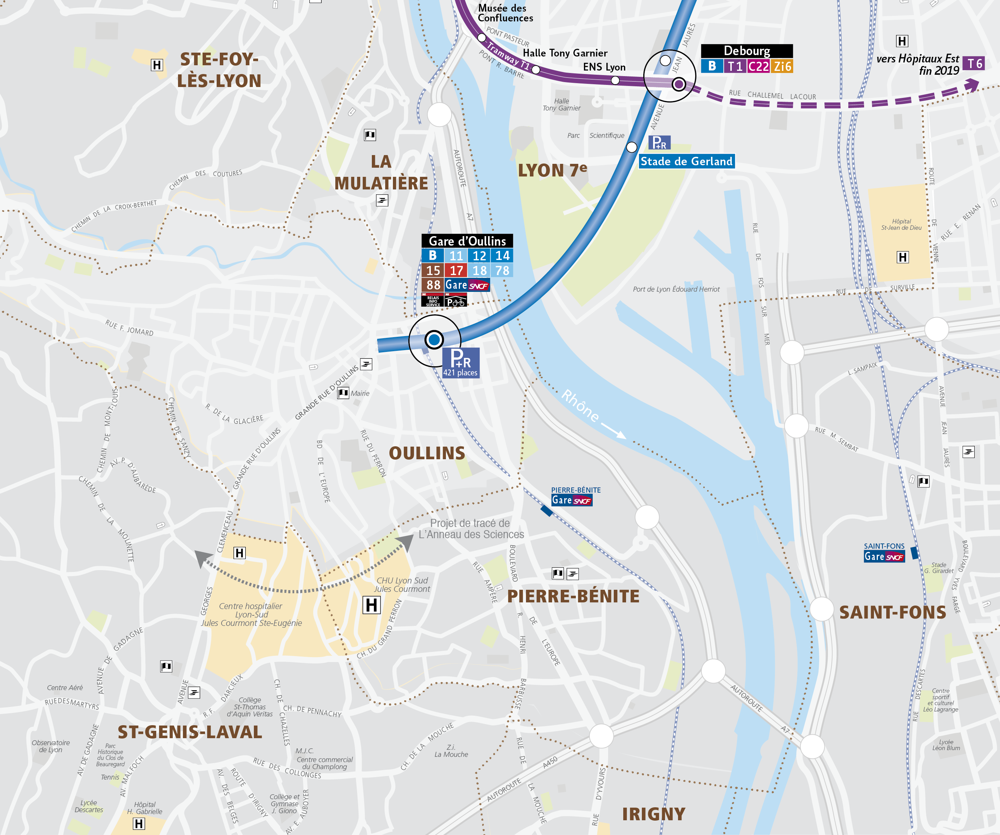 Musée des
Confluences
PONT PASTEUR
Tramway T1
PONT R. BARRE
Halle Tony Garnier
ENS Lyon
JEAN JAURÈS
AVENUE
Debourg
B T1 C22 Zi6
H
vers Hôpitaux Est
fin 2019
T6
RUE CHALLEMEL LACOUR
STE-FOY-
LÈS-LYON
H
Halle
Tony Garnier
Parc Scientifique
P+R
Stade de Gerland
LA
MULATIÈRE
LYON 7e
AUTOROUTE A7
CHEMIN DES COUTURES
CHEMIN DE LA CROIX-BERTHET
ROUTE DE VIENNE
RUE E. RENAN
Hôpital
St-Jean de Dieu
H
RUE DE FOS SUR MER
Gare d'Oullins
B 11 12 14
15 17 18 78
88 Gare SNCF
RELAIS
INFO
SERVICE
P
Port de Lyon Édouard Herriot
RUE DE SURVILLE
RUE F. JOMARD
P+R
421 places
L. SAMPAIX
GRANDE RUE D'OULLINS
Mairie
Rhône
AVENUE JEAN JAURÈS
CHEMIN DE MONT-LOUIS
CHEMIN DE SANZY
R. DE LA GLACIÈRE
GRANDE RUE D'OULLINS
BD DE L'EUROPE
RUE DU PERRON
OULLINS
RUE M. SEMBAT
AV. P. D'AUBARÈDE
CHEMIN DE LA MOLINETTE
PIERRE-BÉNITE
Gare SNCF
Projet de tracé de
L'Anneau des Sciences
AVENUE GEORGES CLEMENCEAU
H
SAINT-FONS
Gare SNCF
Stade
G. Girardet
BOULEVARD YVES FARGE
BOULEVARD DE L'EUROPE
RUE AMPÈRE
CHU Lyon Sud
Jules Courmont
H
PIERRE-BÉNITE
SAINT-FONS
Centre hospitalier
Lyon-Sud
Jules Courmont Ste-Eugénie
CH. DU GRAND PERRON
R. HENRI BARBUSSE
AVENUE DE GADAGNE
Centre Aéré
RUE DES MARTYRS
R.F. DARCIEUX
Collège
St-Thomas
d'Aquin Véritas
CH. DE CHAZELLES
CH. DE PENNACHY
AUTOROUTE A7
RUE DESCARTES
Centre
sportif
et culturel
Léo Lagrange
ST-GENIS-LAVAL
CH. DE LA MOUCHE
Observatoire
de Lyon
Parc
Historique
du Clos de
Beauregard
AV. DE GADAGNE
M.J.C.
Centre commercial
du Champlong
Z.i.
La Mouche
Lycée
Léon Blum
RUE DES COLLONGES
Tennis
AV. MALFOCH
AV. DES BELGES
ROUTE D'IRIGNY
AUTOROUTE A450
RUE DE LA MOUCHE
RUE D'YVOURS
Lycée
Descartes
Hôpital
H. Gabrielle
H
Collège et
Gymnase
J. Giono
AV. E. AUBOYER
IRIGNY